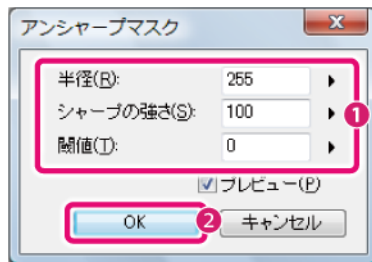 アンシャープマスク
半径(R): 255
シャープの強さ(S): 100
閾値(T): 0
1
プレビュー(P)
OK 2 キャンセル